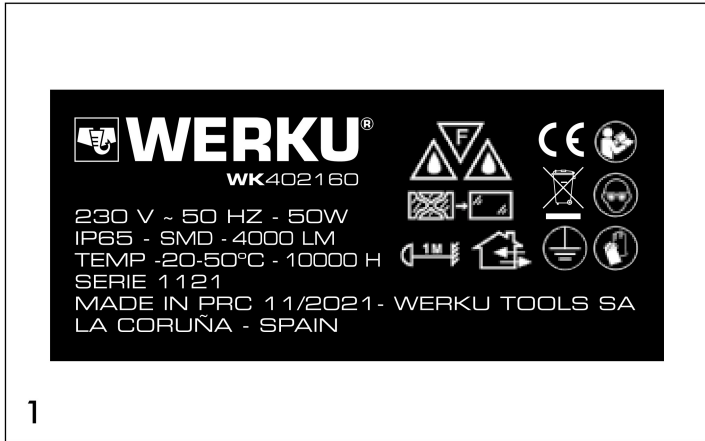 WERKU®
WK402160
230 V ~ 50 HZ - 50W
IP65 - SMD - 4000 LM
TEMP -20-50ºC - 10000 H
SERIE 1121
MADE IN PRC 11/2021- WERKU TOOLS SA
LA CORUÑA - SPAIN
F
CE
1M
1